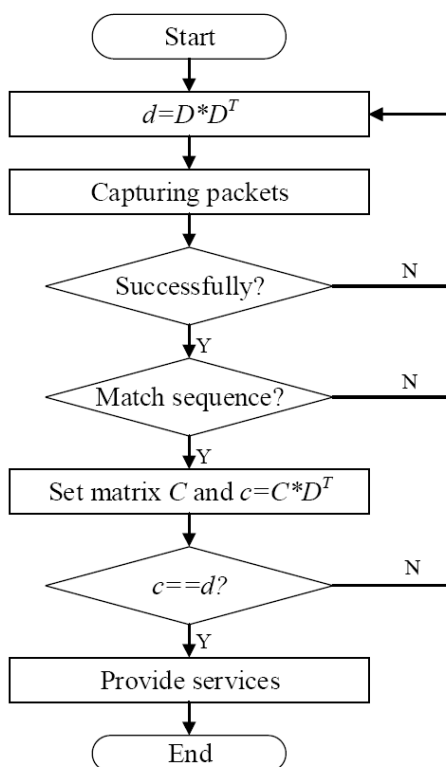 Start
d=D*D^T
Capturing packets
Successfully?
N
Y
Match sequence?
N
Y
Set matrix C and c=C*D^T
c==d?
N
Y
Provide services
End